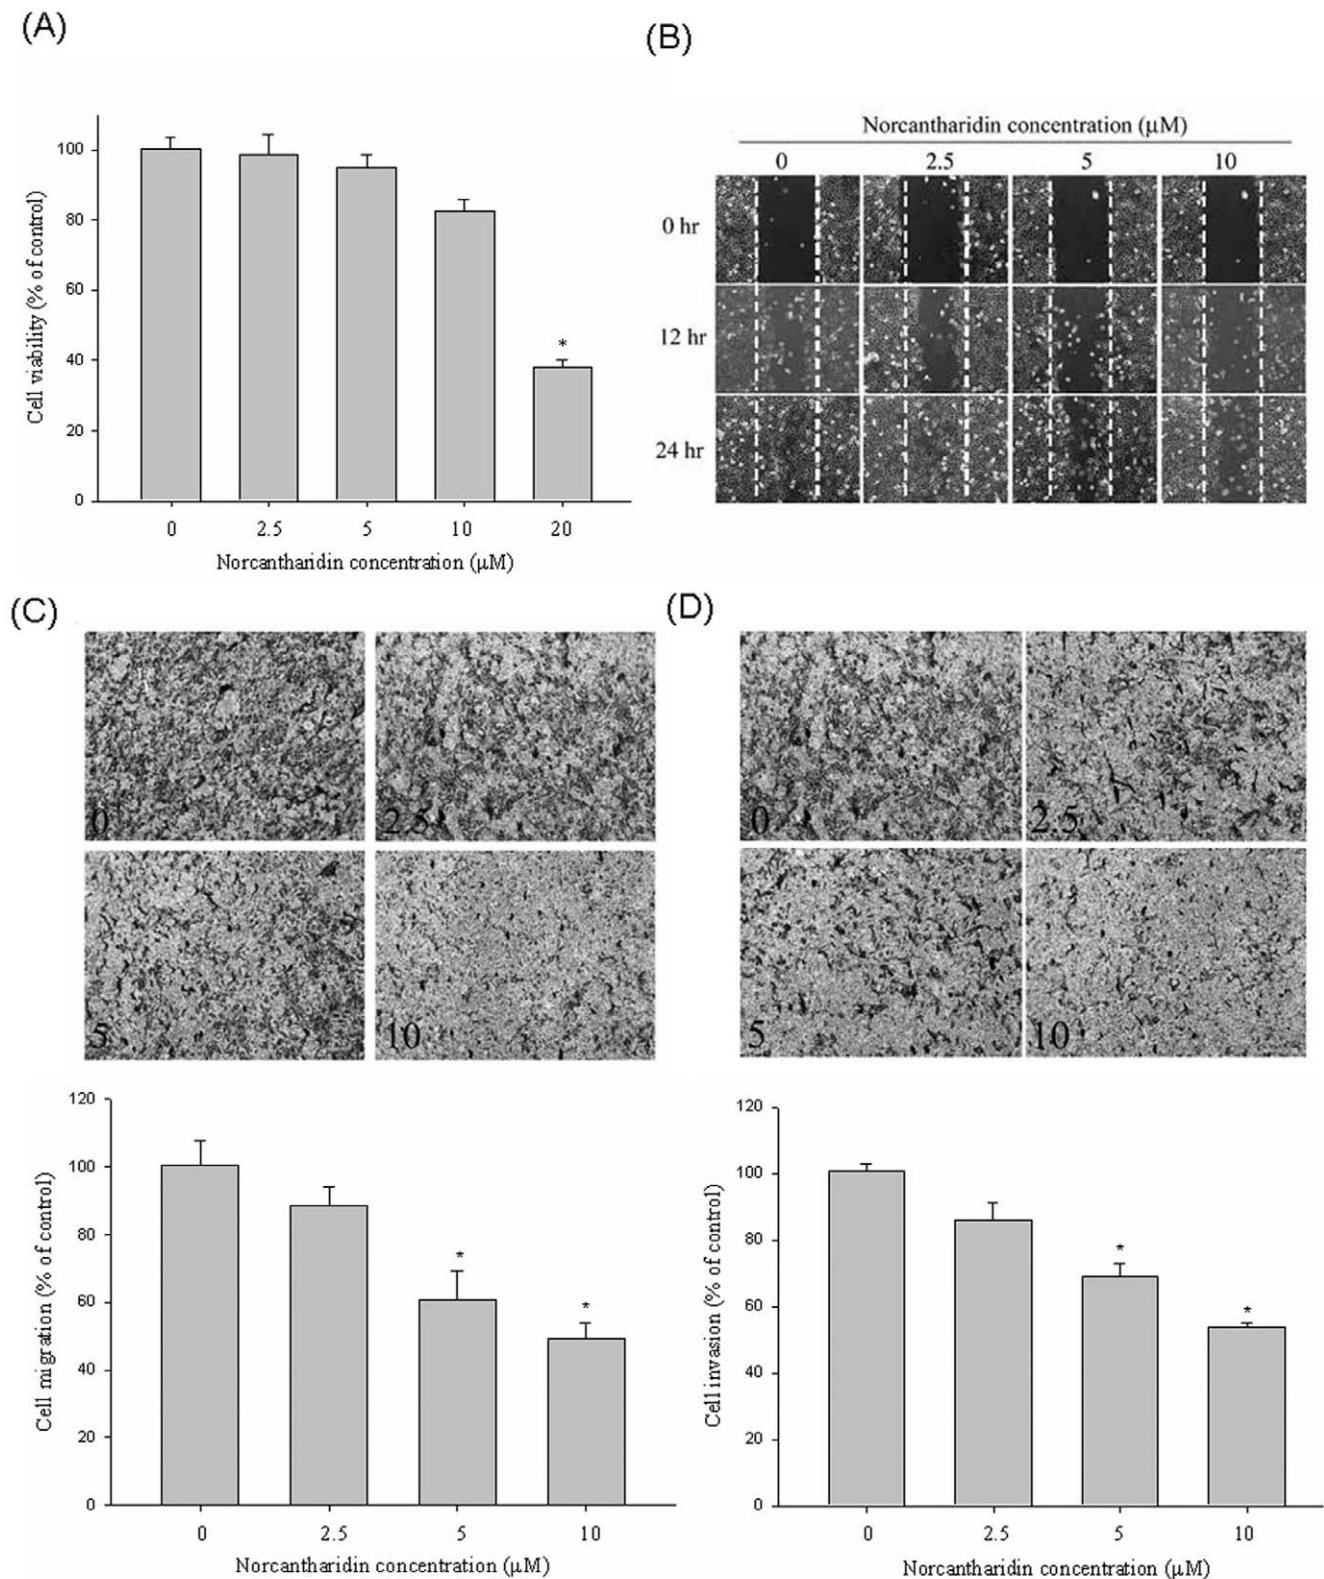 (A)
100
80
60
40
20
0
Cell viability (% of control)
*
0 2.5 5 10 20
Norcantharidin concentration (μM)
(B)
Norcantharidin concentration (μM)
0 2.5 5 10
0 hr
12 hr
24 hr
(C)
0 2.5
5 10
120
100
80
60
40
20
0
Cell migration (% of control)
*
*
0 2.5 5 10
Norcantharidin concentration (μM)
(D)
0 2.5
5 10
120
100
80
60
40
20
0
Cell invasion (% of control)
*
*
0 2.5 5 10
Norcantharidin concentration (μM)